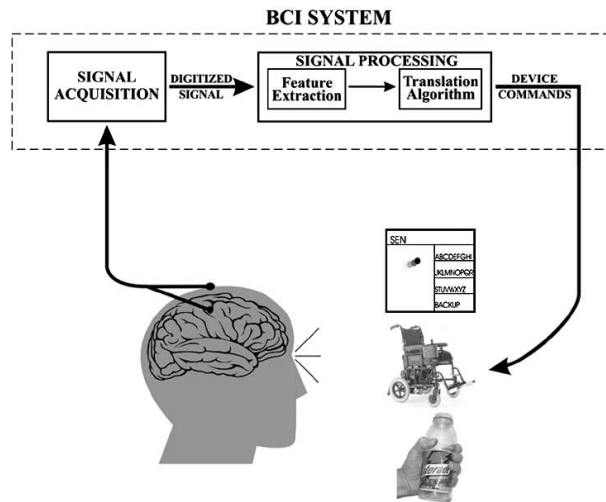 BCI SYSTEM
SIGNAL
ACQUISITION
DIGITIZED
SIGNAL
SIGNAL PROCESSING
Feature
Extraction
Translation
Algorithm
DEVICE
COMMANDS
SEN
ABCDEFGHI
JKLMNOPQR
STUVWXYZ
BACKUP